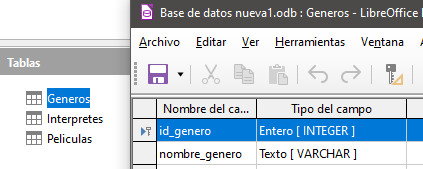 Base de datos nueva1.odb : Generos - LibreOffice
Archivo Editar Ver Herramientas Ventana
Tablas
Generos
Interpretes
Peliculas
Nombre del ca... Tipo del campo
id_genero Entero [ INTEGER ]
nombre_genero Texto [ VARCHAR ]